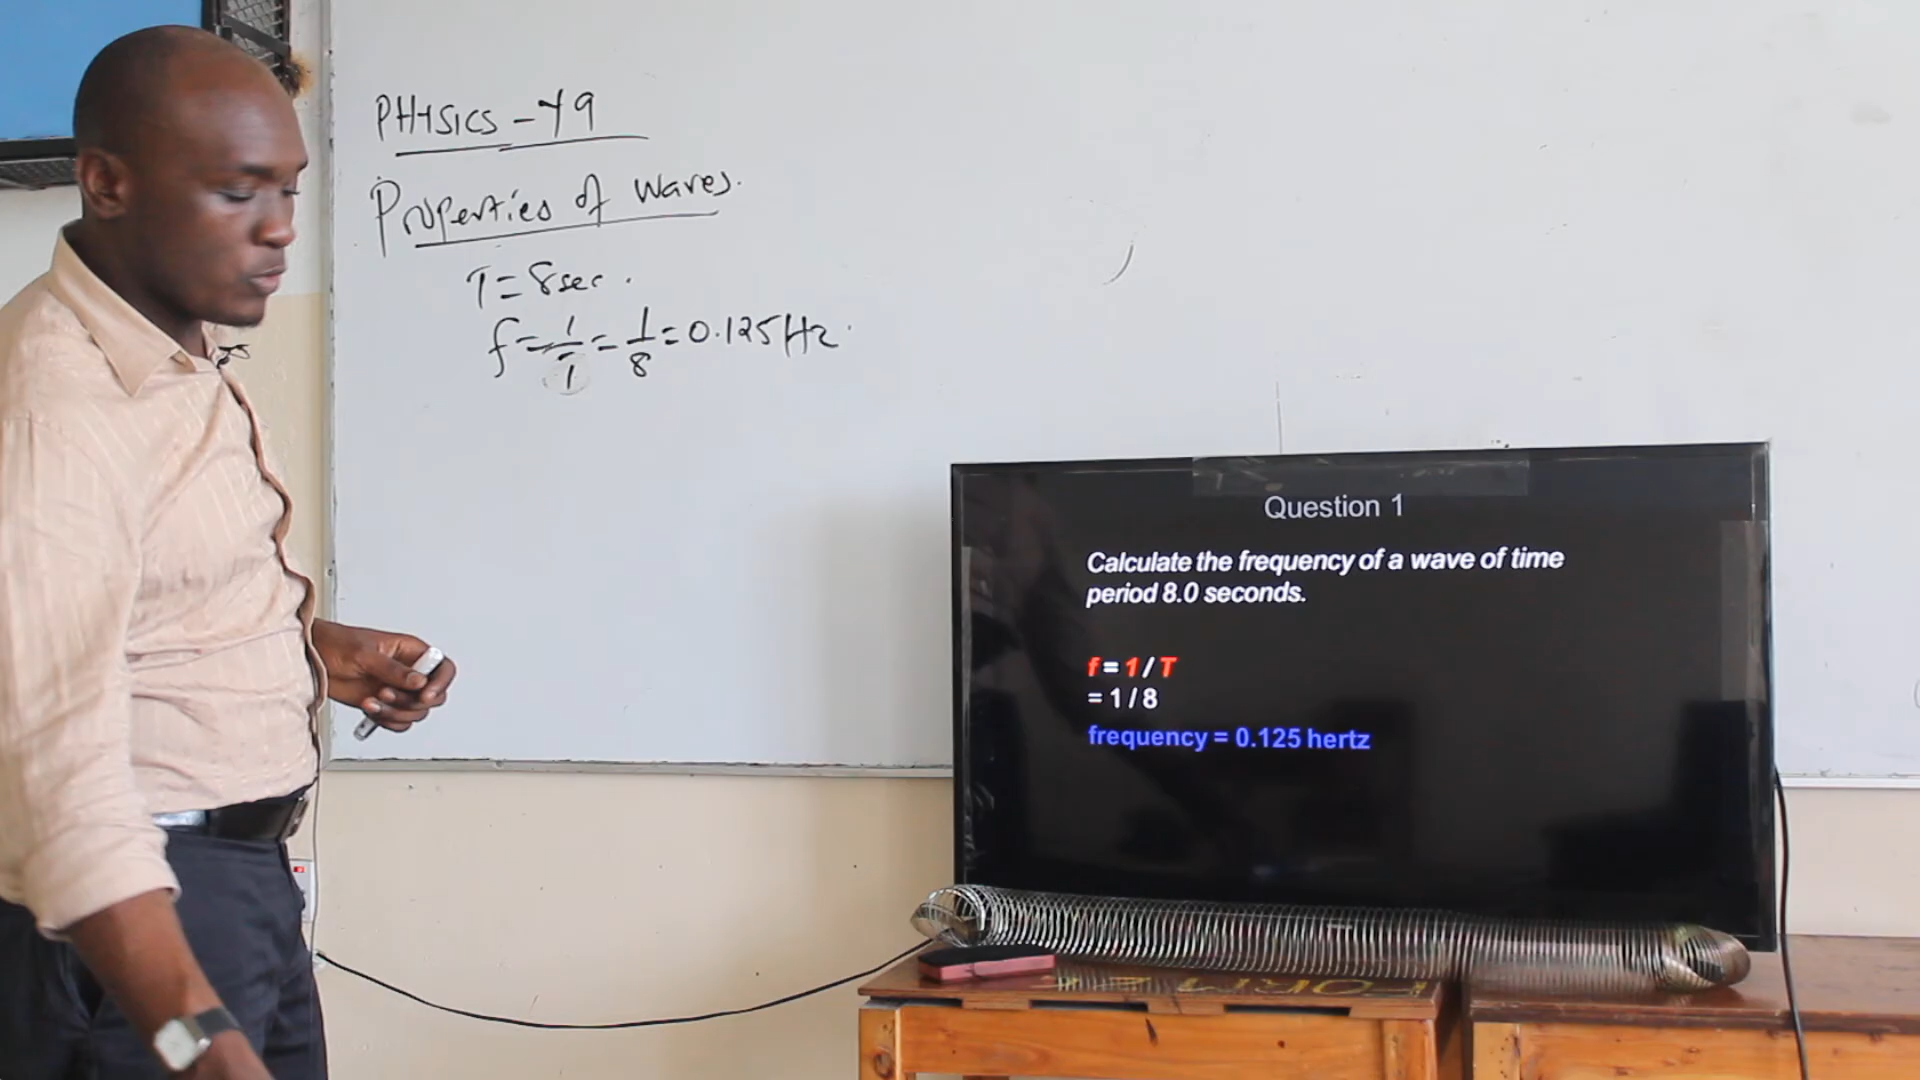 PHYSICS - Y9
Properties of waves.
T = 8sec.
f = 1/T = 1/8 = 0.125Hz.
Question 1
Calculate the frequency of a wave of time
period 8.0 seconds.
f = 1 / T
= 1 / 8
frequency = 0.125 hertz
FORM